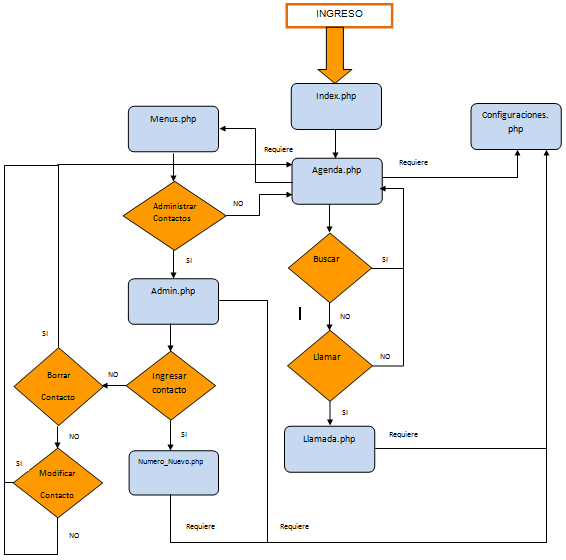 INGRESO
Index.php
Menus.php
Configuraciones.
php
Requiere
Requiere
Agenda.php
Administrar
Contactos
NO
Buscar
SI
SI
Admin.php
NO
SI
Llamar
NO
Borrar
Contacto
NO
Ingresar
contacto
SI
SI
Llamada.php
Requiere
NO
Numero_Nuevo.php
SI
Modificar
Contacto
Requiere
Requiere
NO